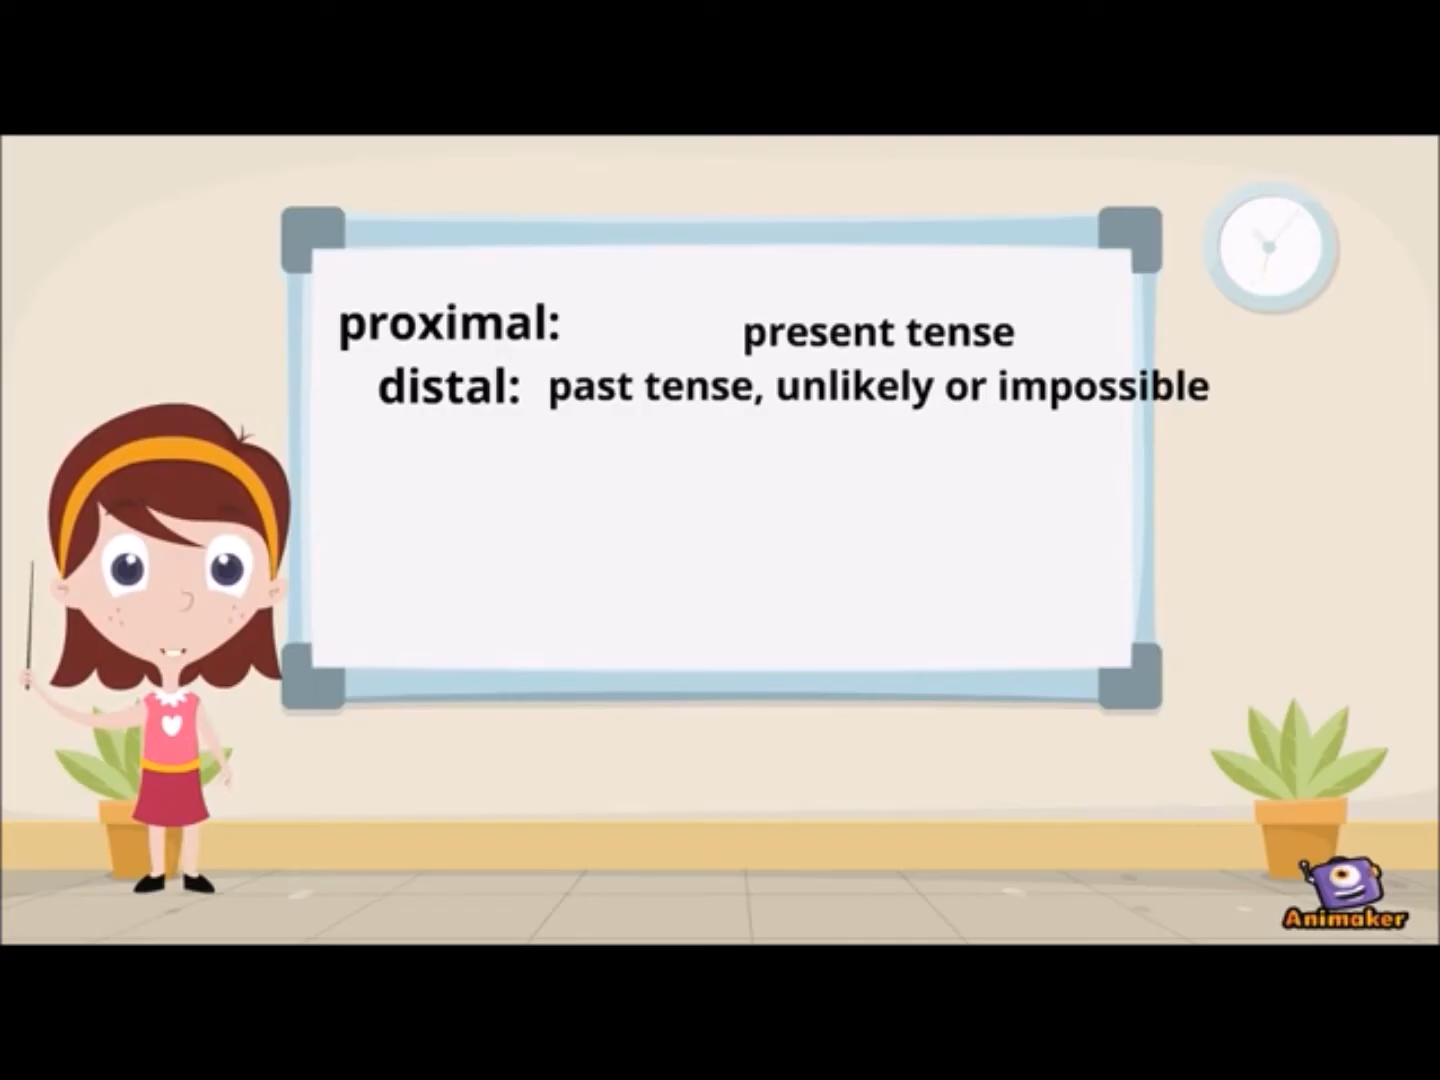 proximal: present tense
distal: past tense, unlikely or impossible
Animaker